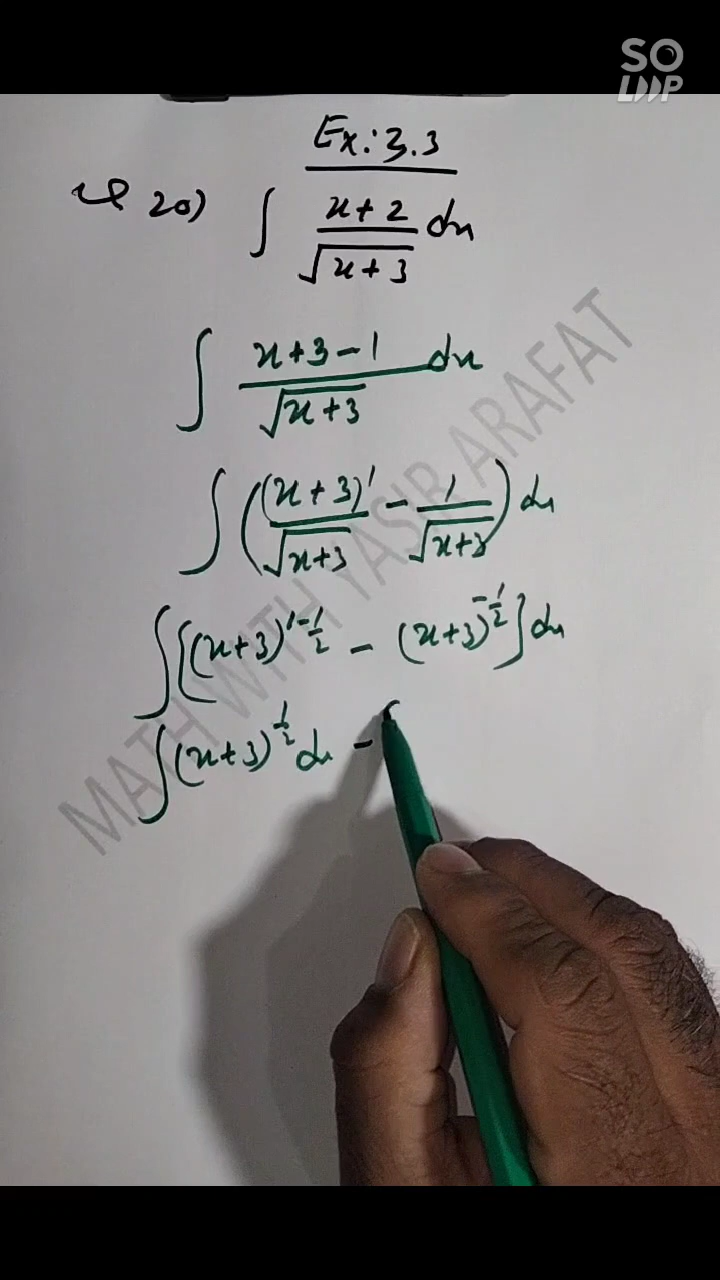 SO
LOOP
Ex.: 3.3
20) ∫ x+2/√x+3 dx
∫ x+3-1/√x+3 dx
∫ ((x+3)¹/√x+3 - 1/√x+3) dx
∫ [(x+3)^1-1/2 - (x+3)^-1/2] dx
∫ (x+3)^1/2 dx -
MATH WITH YASIR ARAFAT